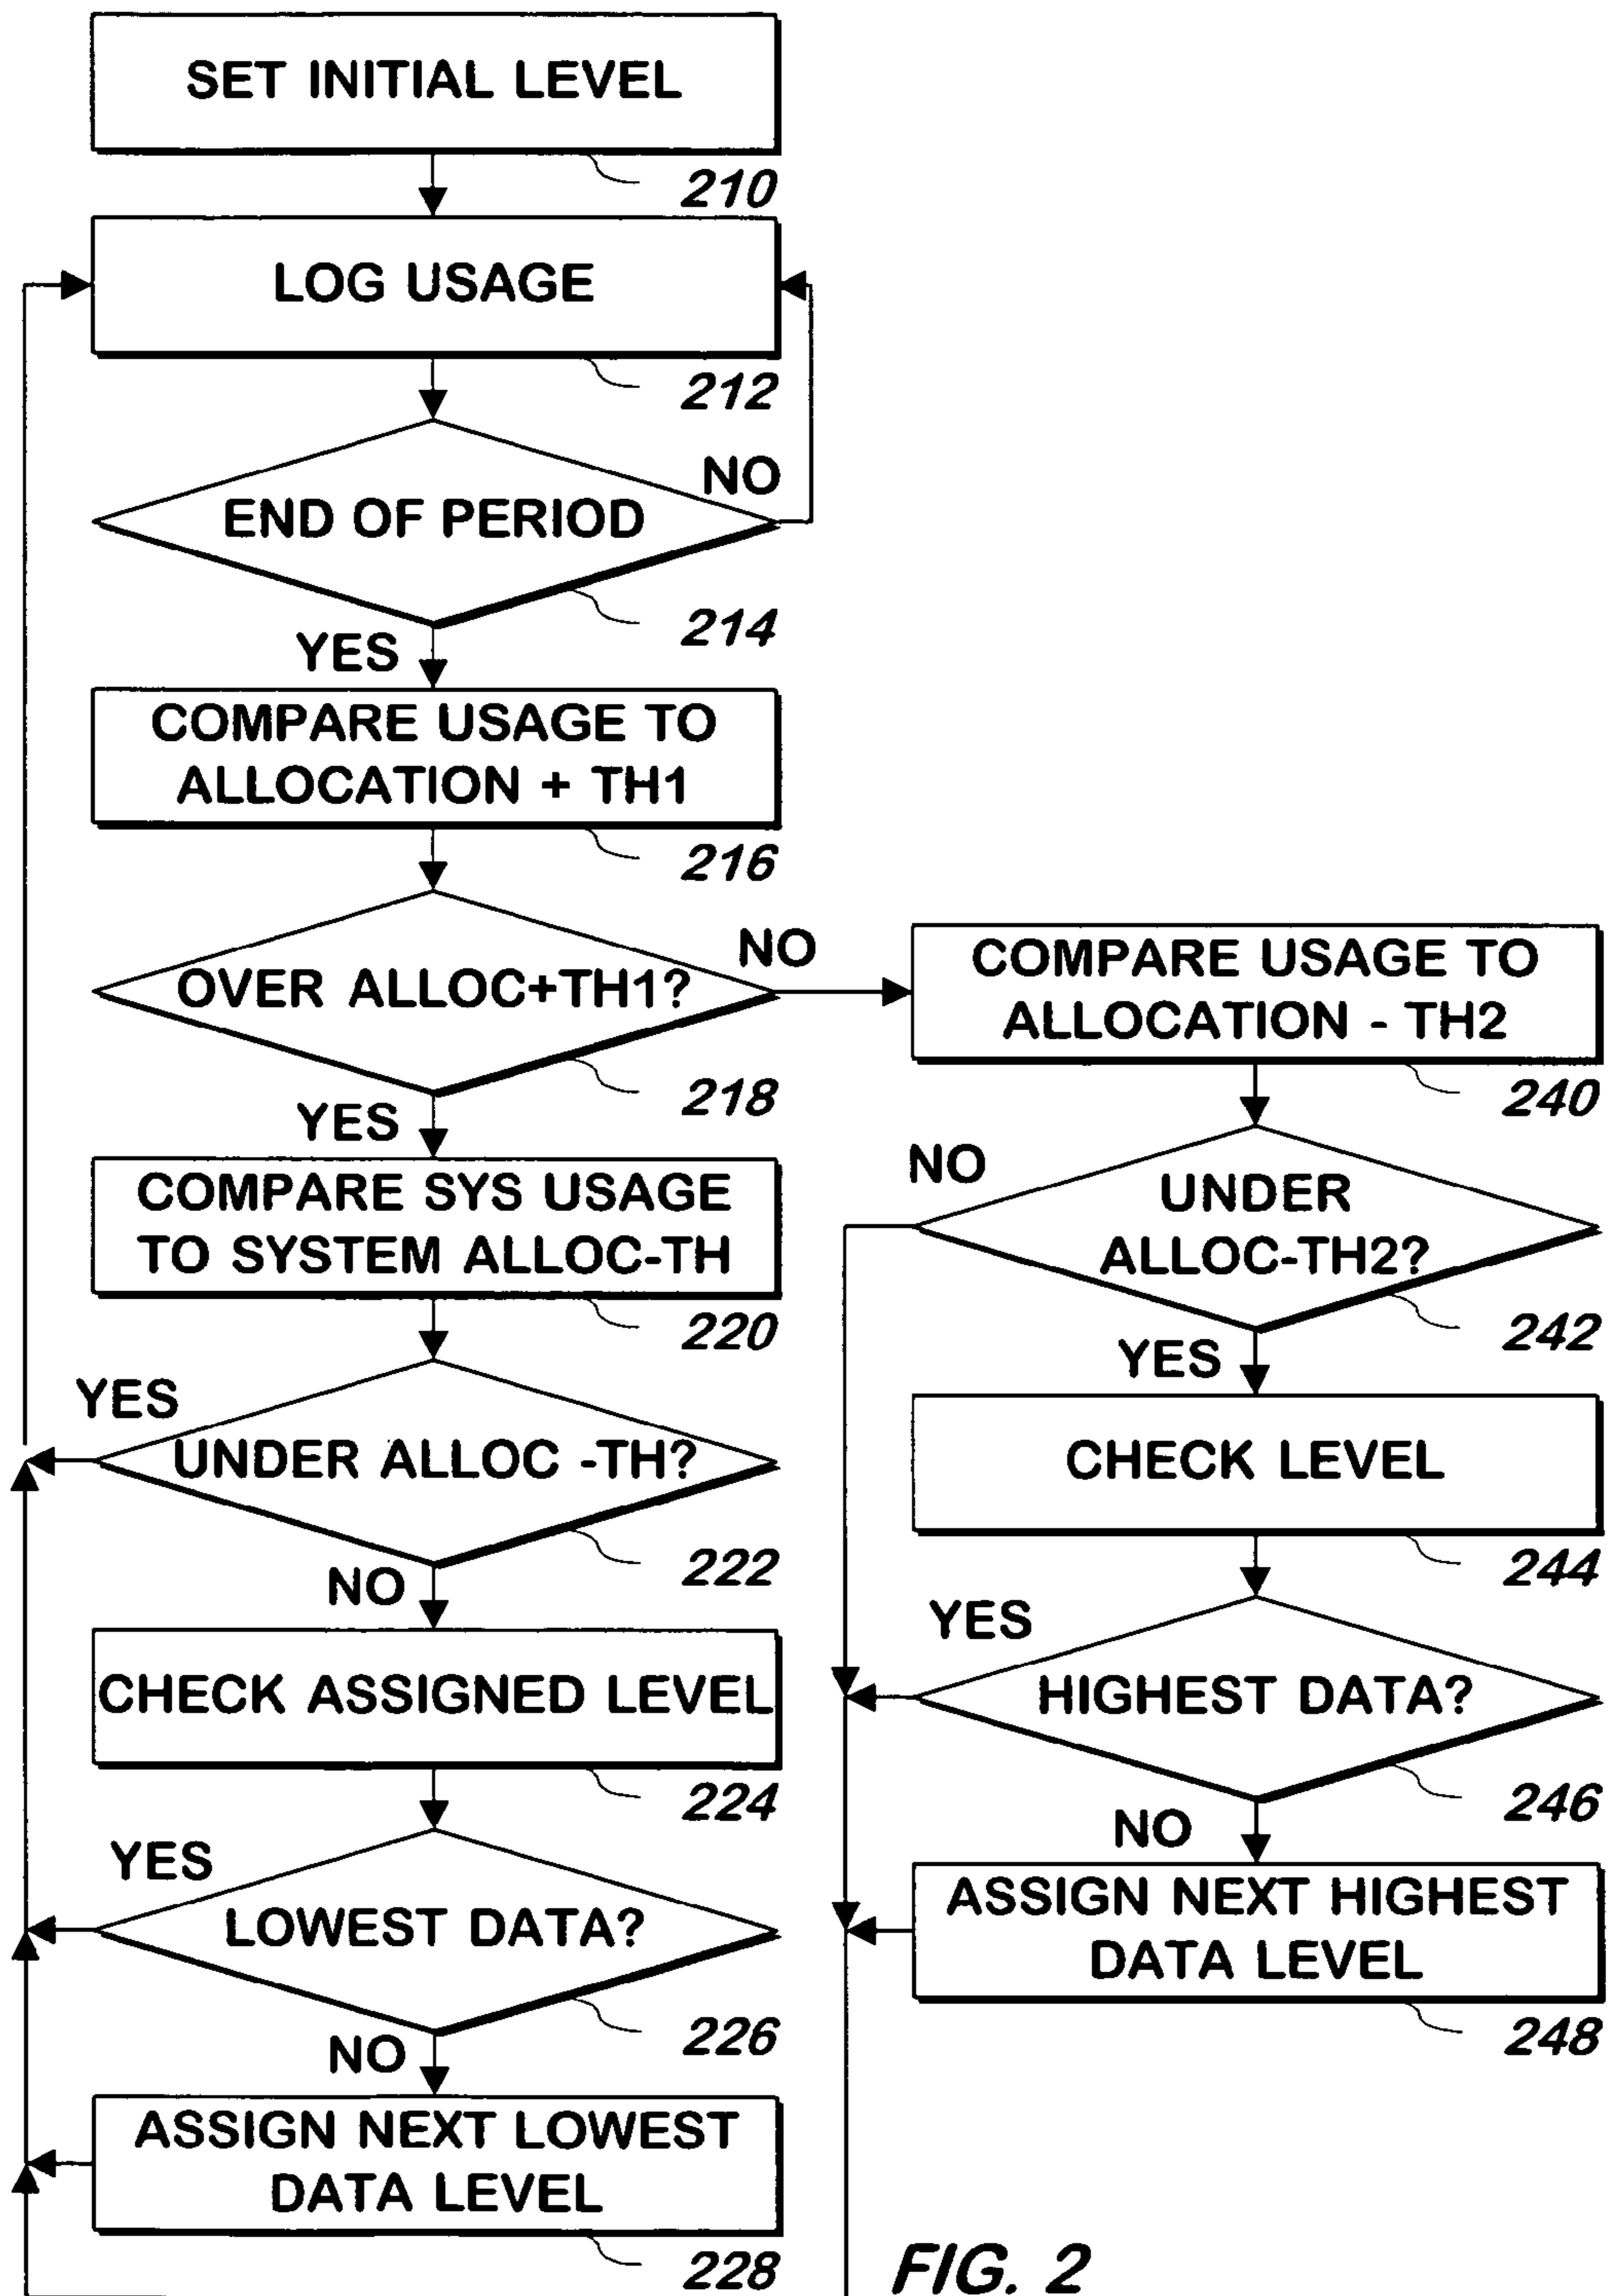 SET INITIAL LEVEL
210
LOG USAGE
212
NO
END OF PERIOD
214
YES
COMPARE USAGE TO
ALLOCATION + TH1
216
OVER ALLOC+TH1?
NO
218
YES
COMPARE SYS USAGE
TO SYSTEM ALLOC-TH
220
YES
UNDER ALLOC -TH?
222
NO
CHECK ASSIGNED LEVEL
224
YES
LOWEST DATA?
226
NO
ASSIGN NEXT LOWEST
DATA LEVEL
228
COMPARE USAGE TO
ALLOCATION - TH2
240
NO
UNDER
ALLOC-TH2?
242
YES
CHECK LEVEL
244
YES
HIGHEST DATA?
246
NO
ASSIGN NEXT HIGHEST
DATA LEVEL
248
FIG. 2